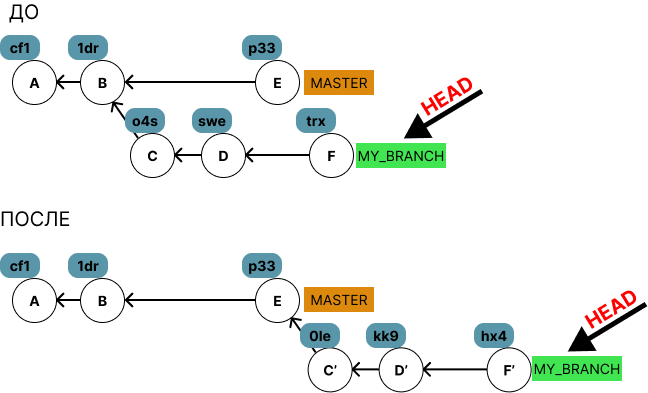 ДО
cf1 1dr p33
A B E MASTER
HEAD
o4s swe trx
C D F MY_BRANCH
ПОСЛЕ
cf1 1dr p33
A B E MASTER
HEAD
0le kk9 hx4
C’ D’ F’ MY_BRANCH